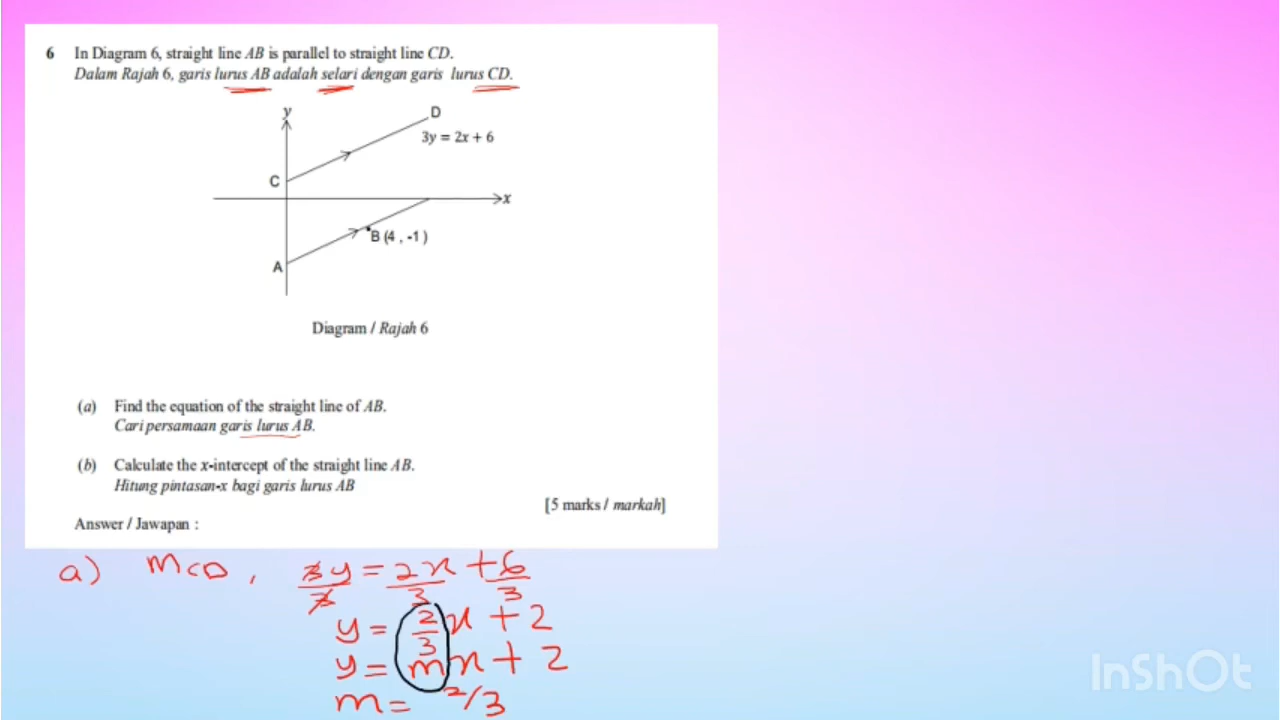 6 In Diagram 6, straight line AB is parallel to straight line CD.
Dalam Rajah 6, garis lurus AB adalah selari dengan garis lurus CD.
y
D
3y = 2x + 6
C
x
B (4 , -1 )
A
Diagram / Rajah 6
(a) Find the equation of the straight line of AB.
Cari persamaan garis lurus AB.
(b) Calculate the x-intercept of the straight line AB.
Hitung pintasan-x bagi garis lurus AB
[5 marks / markah]
Answer / Jawapan :
a) mCD, 3y/3 = 2x/3 + 6/3
y = 2/3 x + 2
y = mx + 2
m = 2/3
InShOt